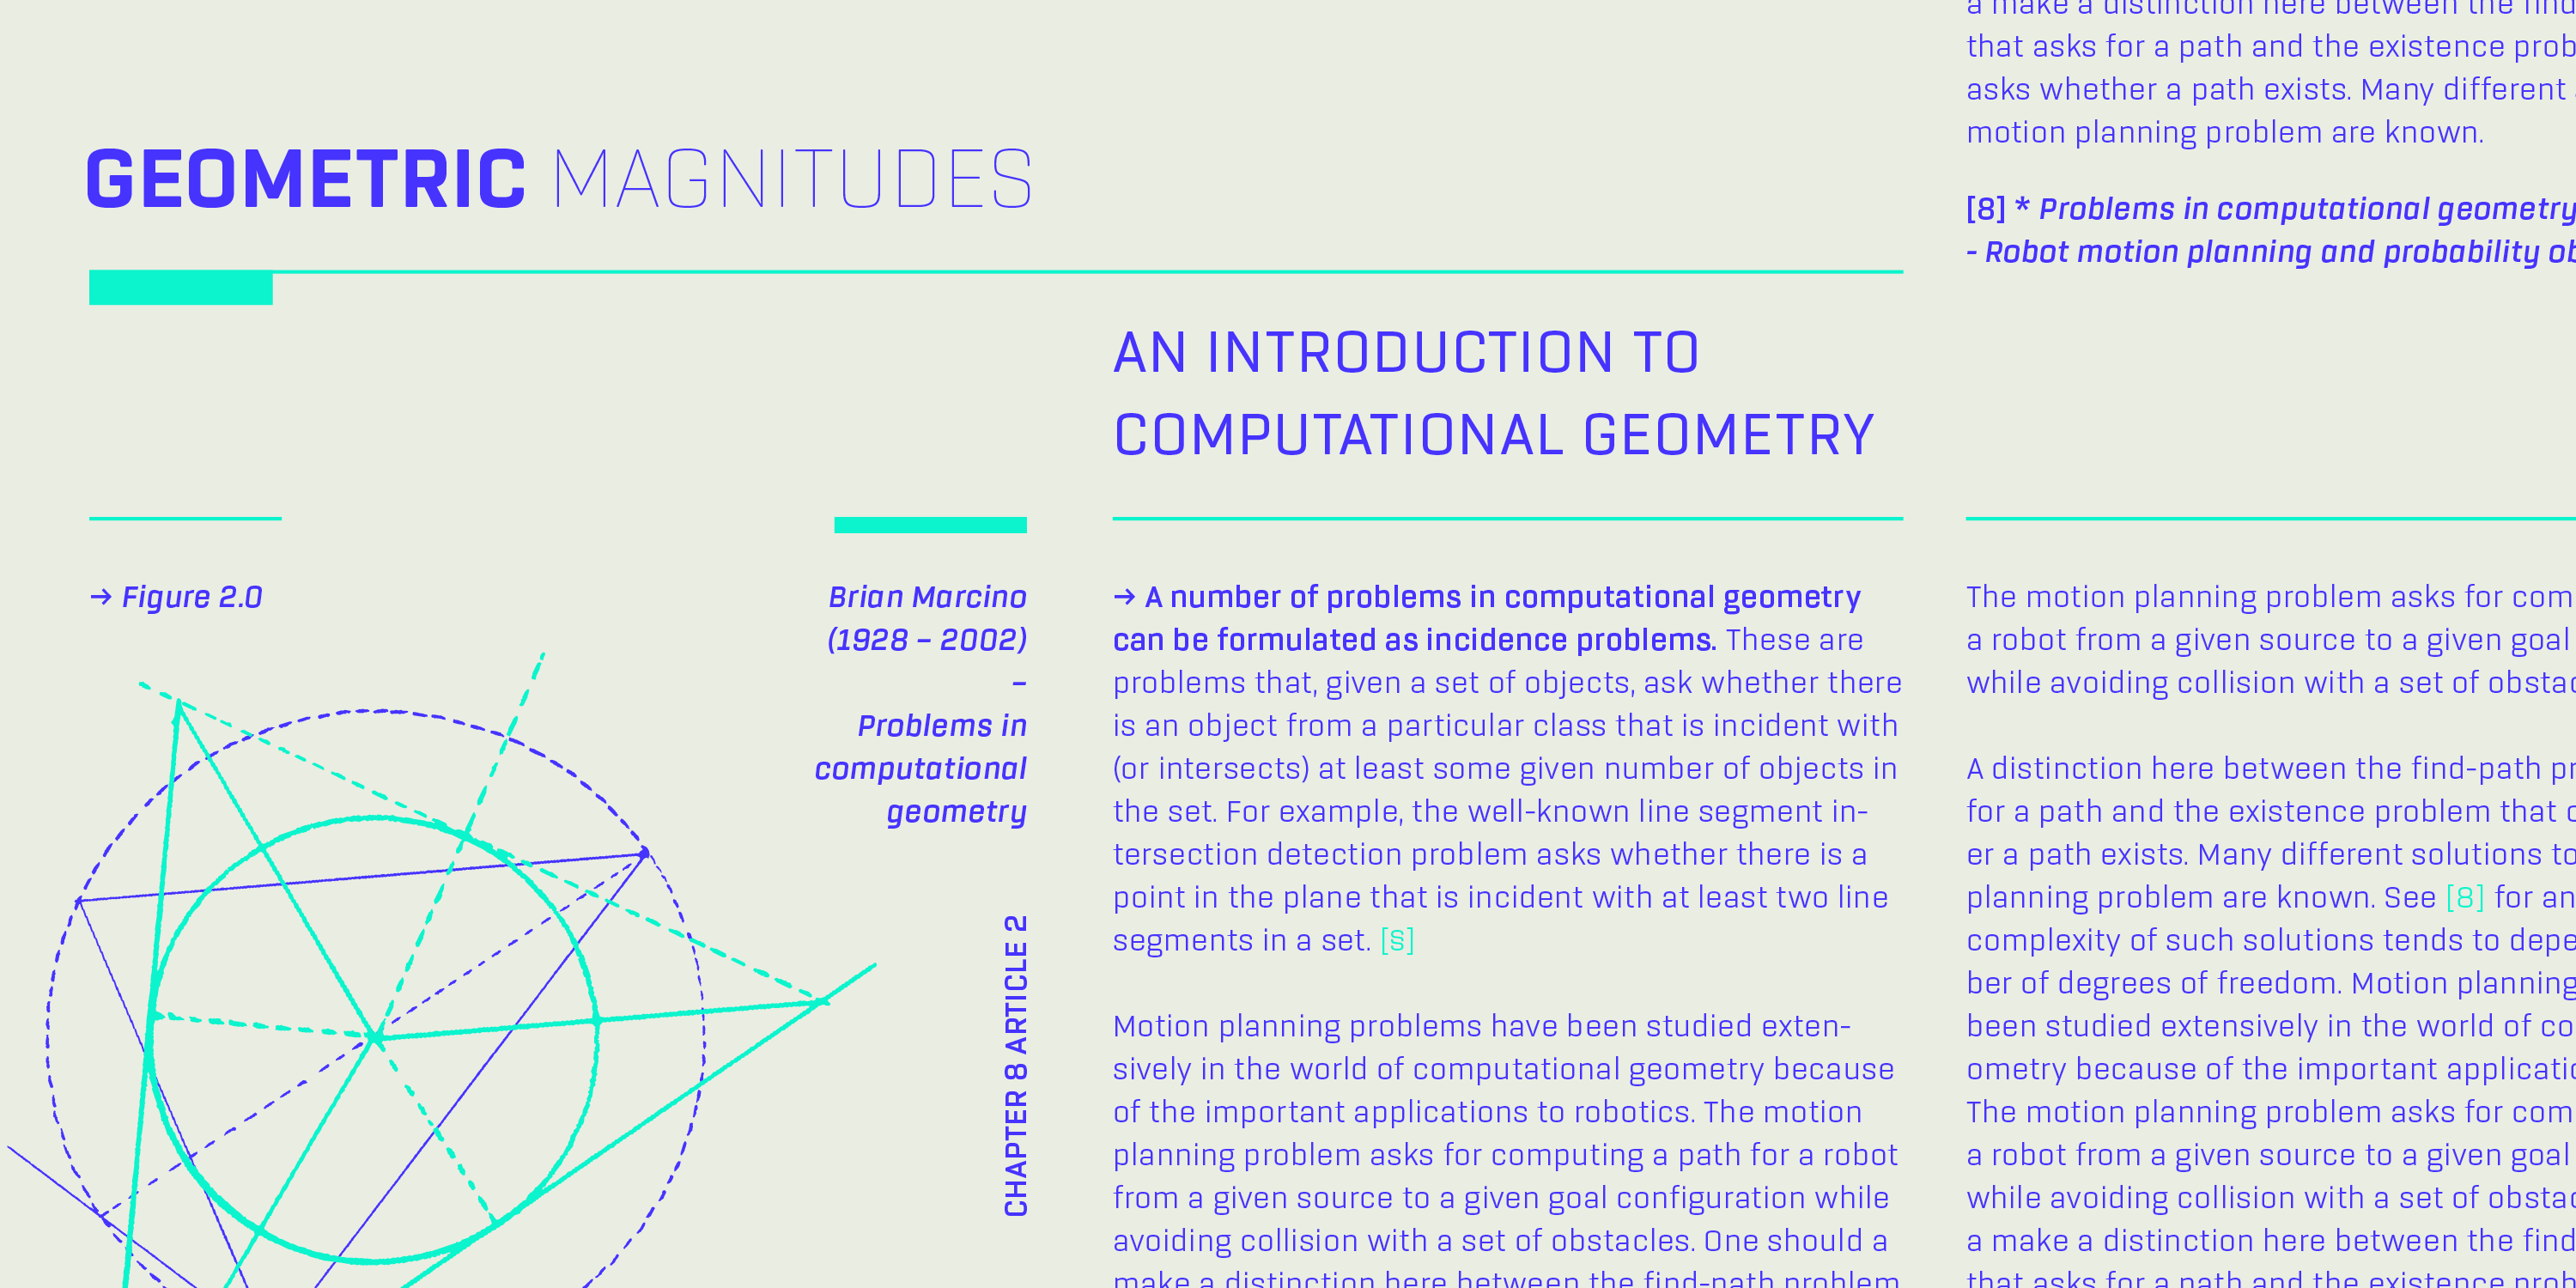 GEOMETRIC MAGNITUDES
AN INTRODUCTION TO
COMPUTATIONAL GEOMETRY
→ Figure 2.0
Brian Marcino
(1928 – 2002)
–
Problems in
computational
geometry
CHAPTER 8 ARTICLE 2
→ A number of problems in computational geometry
can be formulated as incidence problems. These are
problems that, given a set of objects, ask whether there
is an object from a particular class that is incident with
(or intersects) at least some given number of objects in
the set. For example, the well-known line segment in-
tersection detection problem asks whether there is a
point in the plane that is incident with at least two line
segments in a set. [§]
Motion planning problems have been studied exten-
sively in the world of computational geometry because
of the important applications to robotics. The motion
planning problem asks for computing a path for a robot
from a given source to a given goal configuration while
avoiding collision with a set of obstacles. One should a
make a distinction here between the find-path problem
a make a distinction here between the find
that asks for a path and the existence prob
asks whether a path exists. Many different
motion planning problem are known.
[8] * Problems in computational geometry
- Robot motion planning and probability ob
The motion planning problem asks for com
a robot from a given source to a given goal
while avoiding collision with a set of obstac
A distinction here between the find-path pr
for a path and the existence problem that
er a path exists. Many different solutions to
planning problem are known. See [8] for an
complexity of such solutions tends to depe
ber of degrees of freedom. Motion planning
been studied extensively in the world of co
ometry because of the important applicatio
The motion planning problem asks for com
a robot from a given source to a given goal
while avoiding collision with a set of obstac
a make a distinction here between the find
that asks for a path and the existence prob